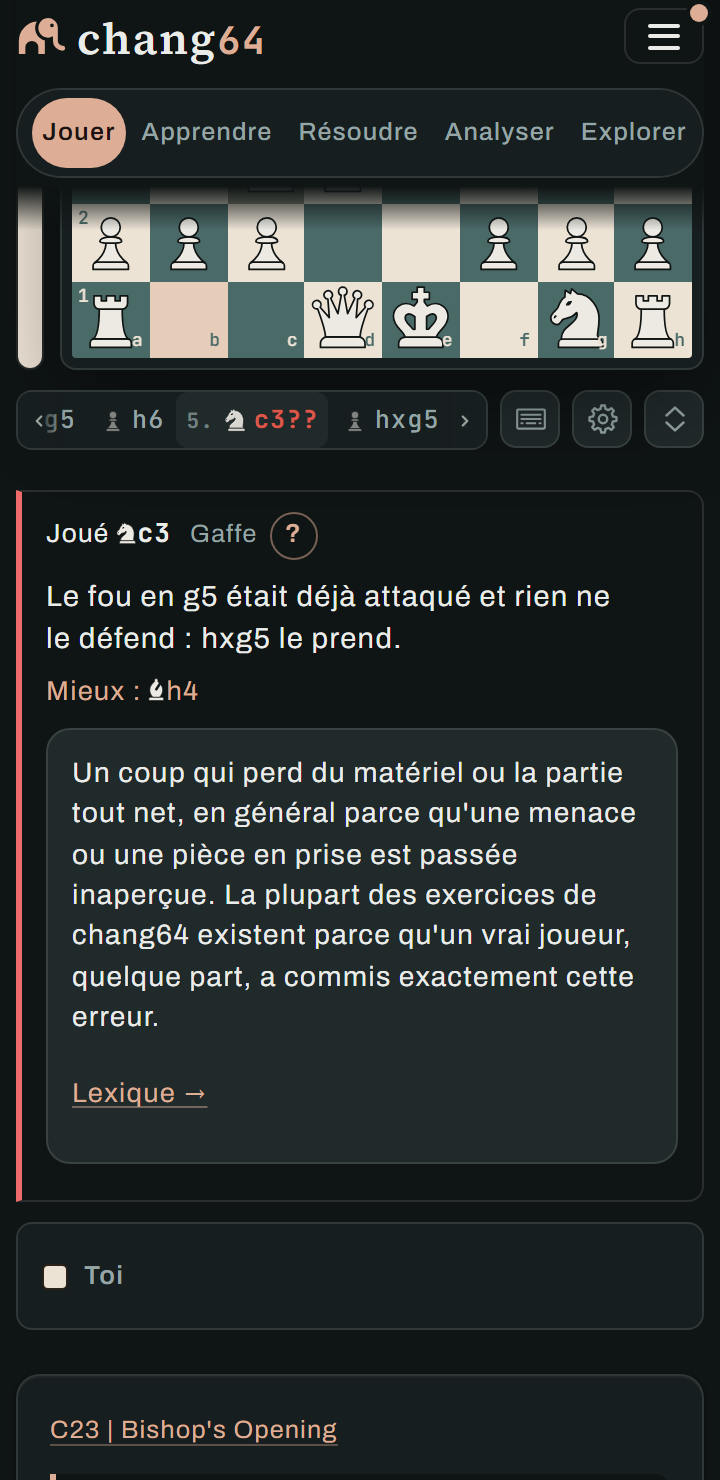 chang64
Jouer Apprendre Résoudre Analyser Explorer
2
1
a b c d e f g h
‹g5 h6 5. c3?? hxg5 ›
Joué c3 Gaffe ?
Le fou en g5 était déjà attaqué et rien ne
le défend : hxg5 le prend.
Mieux : h4
Un coup qui perd du matériel ou la partie
tout net, en général parce qu'une menace
ou une pièce en prise est passée
inaperçue. La plupart des exercices de
chang64 existent parce qu'un vrai joueur,
quelque part, a commis exactement cette
erreur.
Lexique →
Toi
C23 | Bishop's Opening